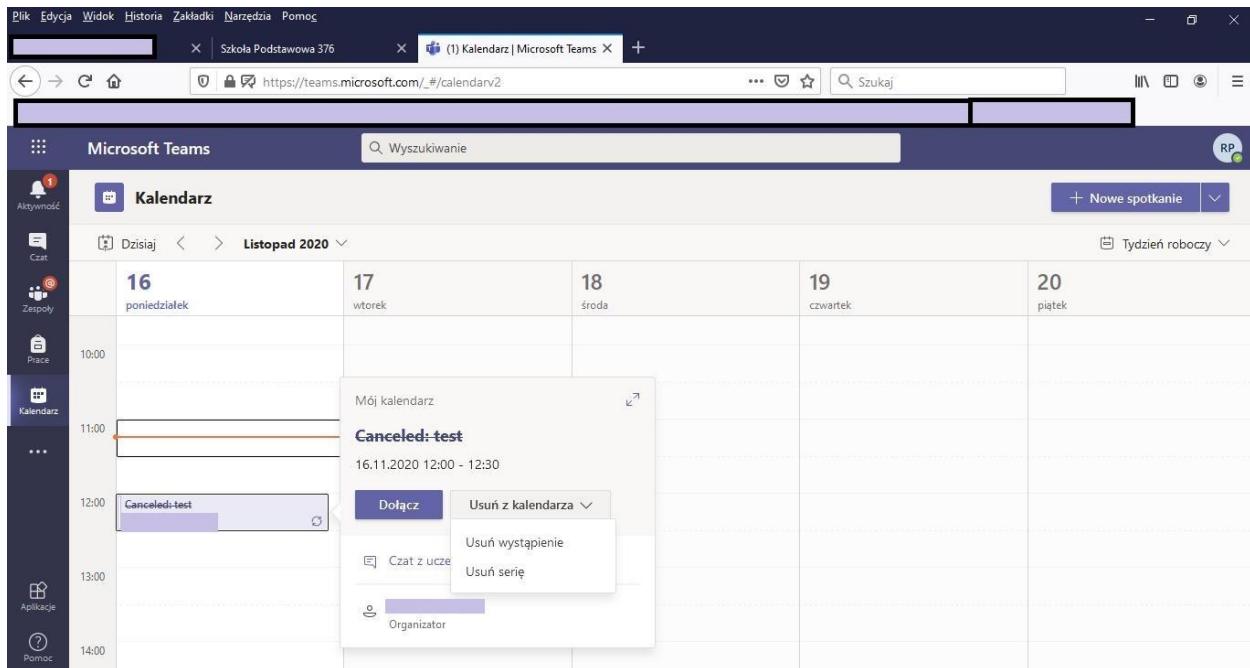 Plik Edycja Widok Historia Zakładki Narzędzia Pomoc
Szkoła Podstawowa 376
(1) Kalendarz | Microsoft Teams
https://teams.microsoft.com/_#/calendarv2
Szukaj
Microsoft Teams
Wyszukiwanie
RP
1
Aktywność
Kalendarz
+ Nowe spotkanie
Czat
Dzisiaj
Listopad 2020
Tydzień roboczy
@
Zespoły
16
poniedziałek
17
wtorek
18
środa
19
czwartek
20
piątek
Prace
10:00
Kalendarz
11:00
12:00
Canceled: test
13:00
14:00
Mój kalendarz
Canceled: test
16.11.2020 12:00 - 12:30
Dołącz
Usuń z kalendarza
Usuń wystąpienie
Usuń serię
Czat z ucze
Organizator
Aplikacje
Pomoc